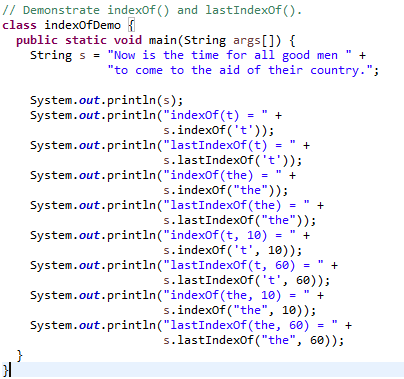 // Demonstrate indexOf() and lastIndexOf().
class indexOfDemo {
  public static void main(String args[]) {
    String s = "Now is the time for all good men " +
               "to come to the aid of their country.";

    System.out.println(s);
    System.out.println("indexOf(t) = " +
                       s.indexOf('t'));
    System.out.println("lastIndexOf(t) = " +
                       s.lastIndexOf('t'));
    System.out.println("indexOf(the) = " +
                       s.indexOf("the"));
    System.out.println("lastIndexOf(the) = " +
                       s.lastIndexOf("the"));
    System.out.println("indexOf(t, 10) = " +
                       s.indexOf('t', 10));
    System.out.println("lastIndexOf(t, 60) = " +
                       s.lastIndexOf('t', 60));
    System.out.println("indexOf(the, 10) = " +
                       s.indexOf("the", 10));
    System.out.println("lastIndexOf(the, 60) = " +
                       s.lastIndexOf("the", 60));
  }
}